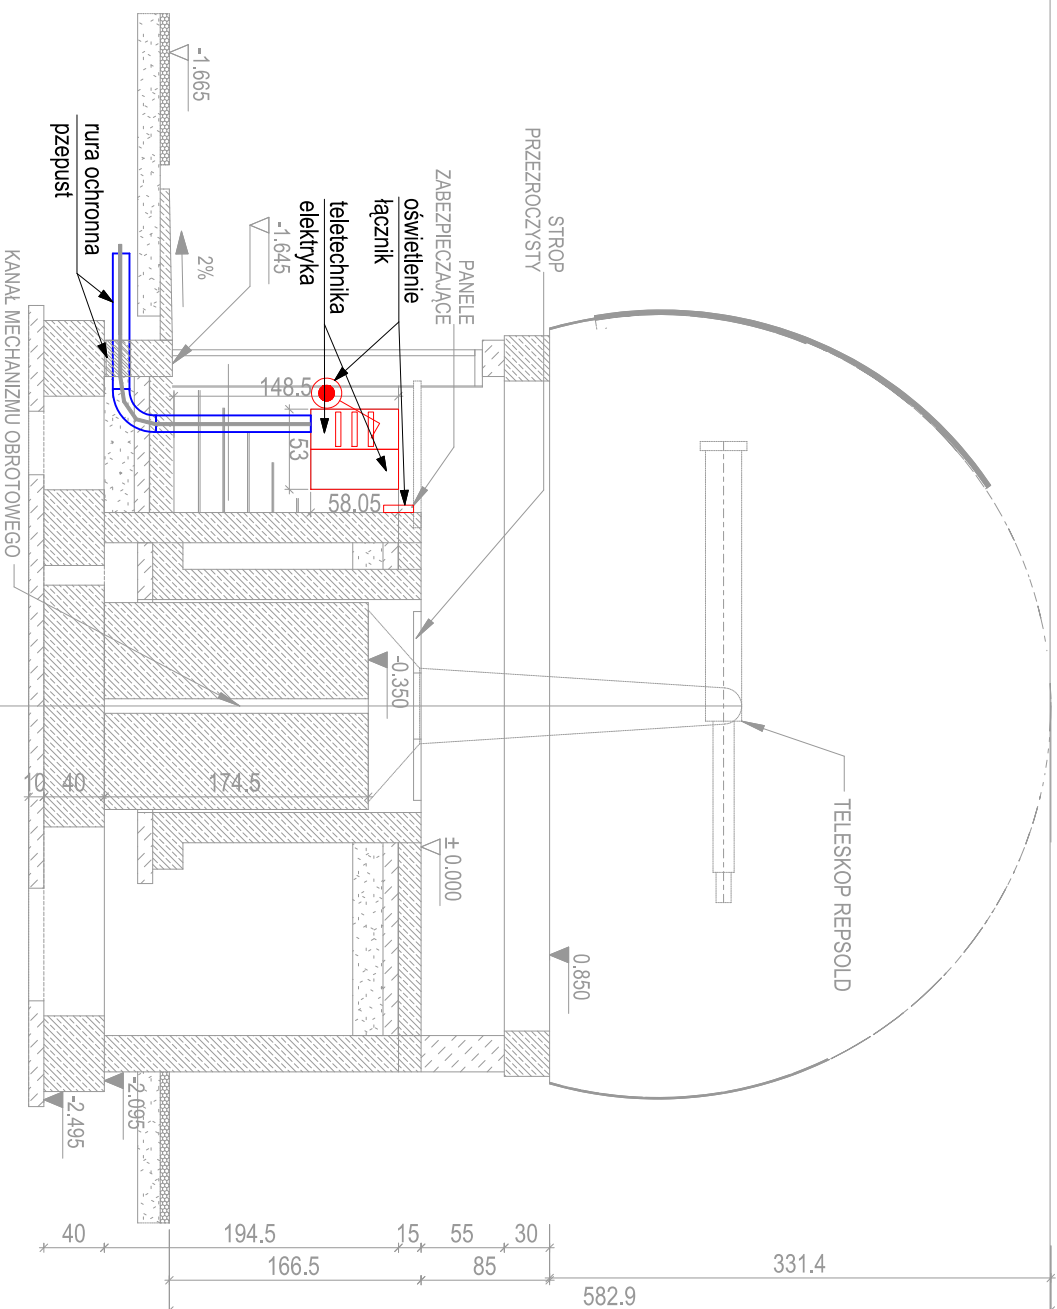 -1.665
rura ochronna
pzepust
2%
-1.645
KANAŁ MECHANIZMU OBROTOWEGO
STROP
PRZEZROCZYSTY
PANELE
ZABEZPIECZAJĄCE
oświetlenie
łącznik
teletechnika
elektryka
148.5
53
58.05
-0.350
10
40
174.5
± 0.000
TELESKOP REPSOLD
0.850
-2.095
-2.495
40
194.5
15
55
30
166.5
85
331.4
582.9